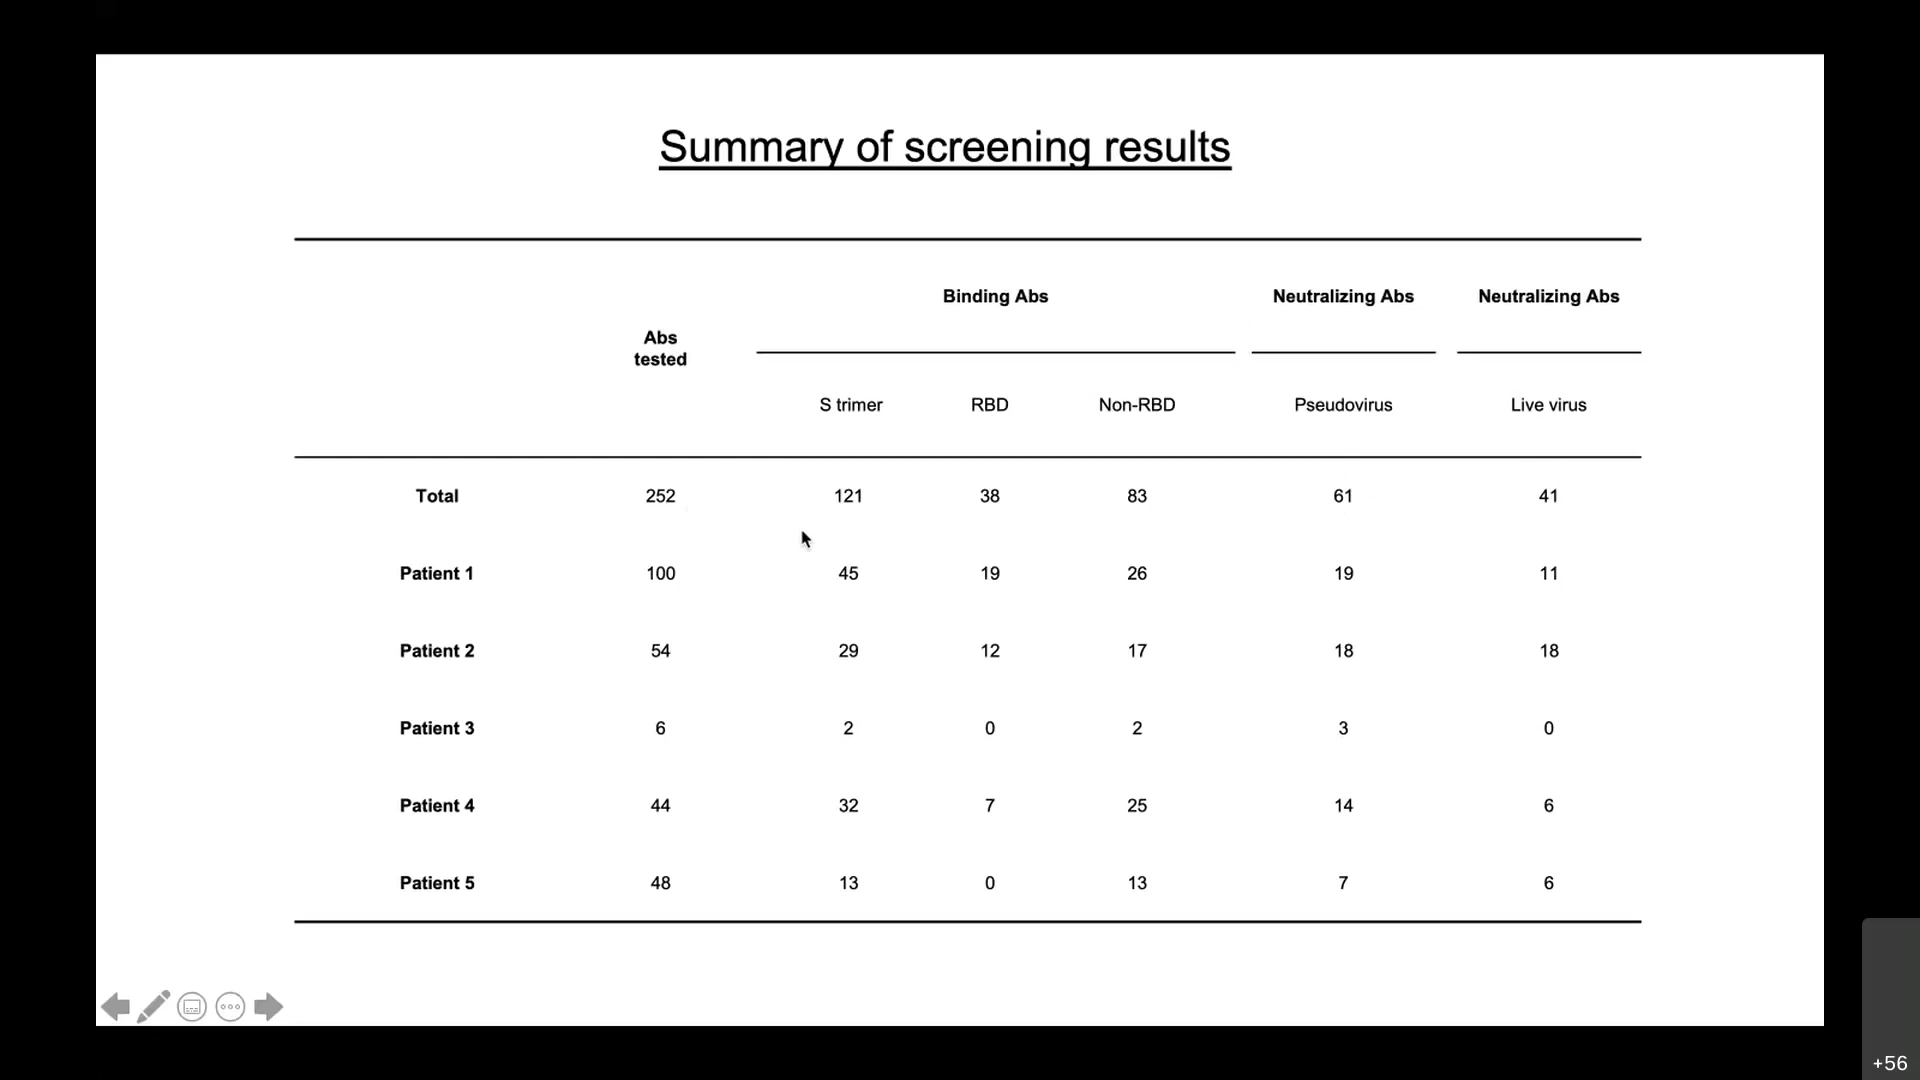 Summary of screening results
Binding Abs Neutralizing Abs Neutralizing Abs
Abs
tested
S trimer RBD Non-RBD Pseudovirus Live virus
Total 252 121 38 83 61 41
Patient 1 100 45 19 26 19 11
Patient 2 54 29 12 17 18 18
Patient 3 6 2 0 2 3 0
Patient 4 44 32 7 25 14 6
Patient 5 48 13 0 13 7 6
+56